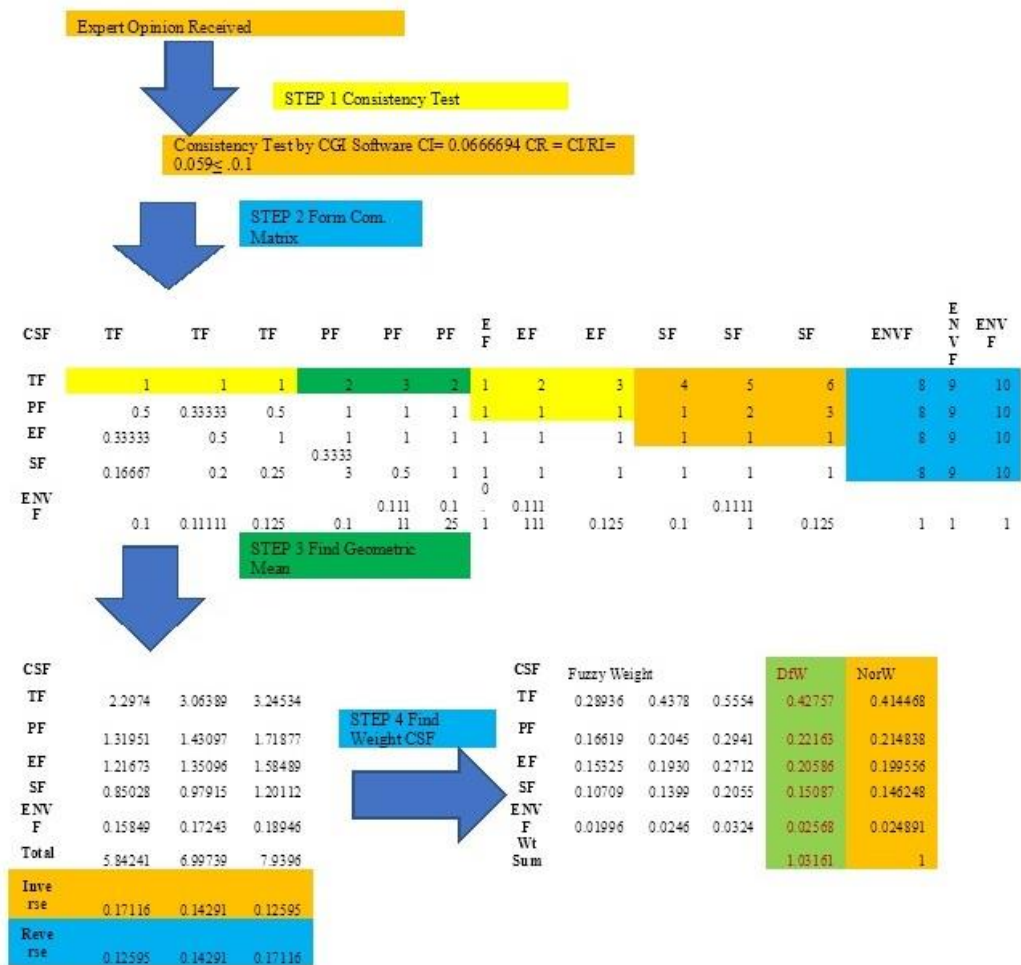 Expert Opinion Received
STEP 1 Consistency Test
Consistency Test by CGI Software CI= 0.0666694 CR = CI/RI=
0.059≤ .0.1
STEP 2 Form Com.
Matrix
CSF TF TF TF PF PF PF EF EF EF SF SF SF ENVF ENVF ENVF
TF 1 1 1 2 3 2 1 2 3 4 5 6 8 9 10
PF 0.5 0.33333 0.5 1 1 1 1 1 1 1 2 3 8 9 10
EF 0.33333 0.5 1 1 1 1 1 1 1 1 1 1 8 9 10
SF 0.16667 0.2 0.25 0.33333 0.5 1 1 1 1 1 1 1 8 9 10
ENVF 0.1 0.11111 0.125 0.1 0.11111 0.125 0.1 0.111111 0.125 0.1 0.11111 0.125 1 1 1
STEP 3 Find Geometric
Mean
CSF
TF 2.2974 3.06389 3.24534
PF 1.31951 1.43097 1.71877
EF 1.21673 1.35096 1.58489
SF 0.85028 0.97915 1.20112
ENVF 0.15849 0.17243 0.18946
Total 5.84241 6.99739 7.9396
Inverse 0.17116 0.14291 0.12595
Reverse 0.12595 0.14291 0.17116
STEP 4 Find
Weight CSF
CSF Fuzzy Weight DfW NorW
TF 0.28936 0.4378 0.5554 0.42757 0.414468
PF 0.16619 0.2045 0.2941 0.22163 0.214838
EF 0.15325 0.1930 0.2712 0.20586 0.199556
SF 0.10709 0.1399 0.2055 0.15087 0.146248
ENVF 0.01996 0.0246 0.0324 0.02568 0.024891
Wt
Sum 1.03161 1